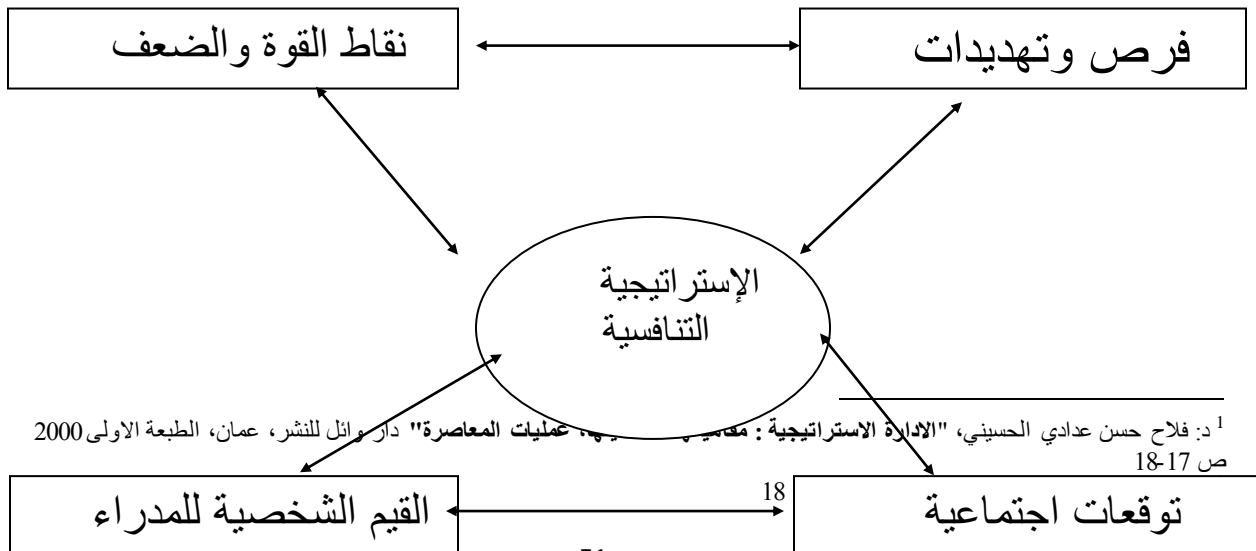 فرص وتهديدات
نقاط القوة والضعف
الإستراتيجية
التنافسية
1 د: فلاح حسن عدادي الحسيني، "الادارة الاستراتيجية : عمليات المعاصرة" دار وائل للنشر، عمان، الطبعة الاولى 2000
ص 17-18
توقعات اجتماعية
18
القيم الشخصية للمدراء